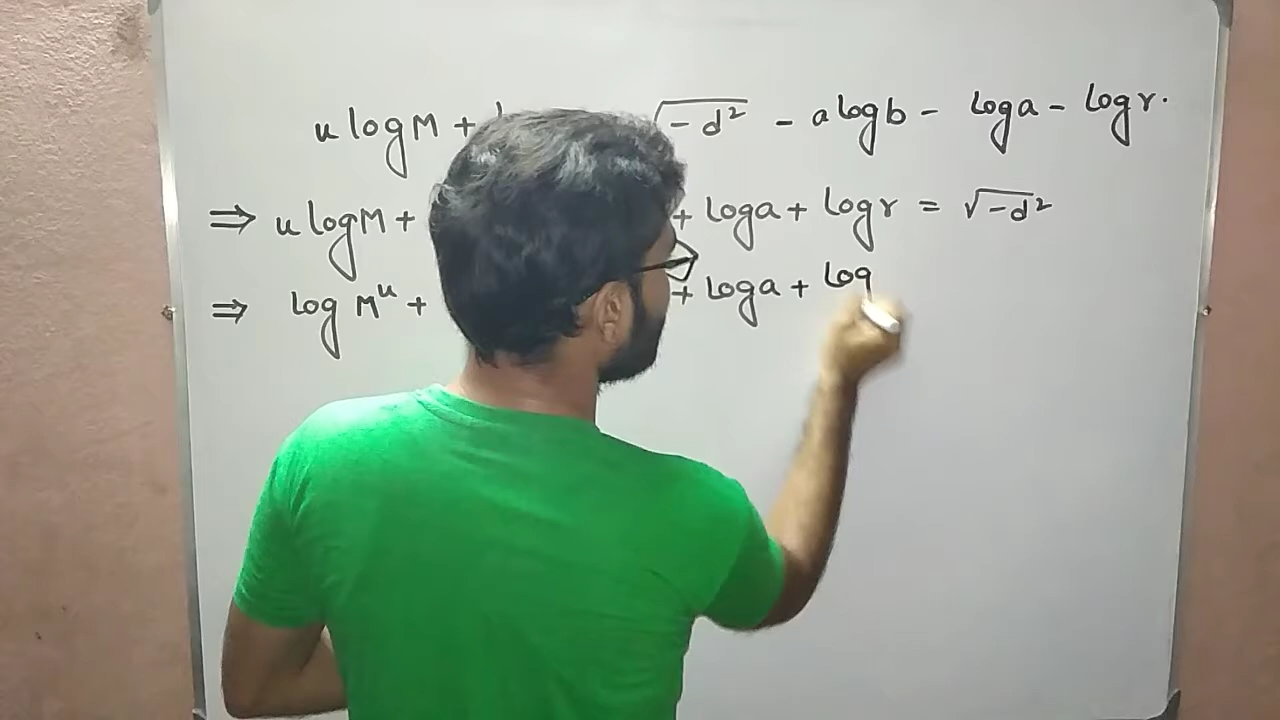 u log M + √-d² - a log b - log a - log r.
⇒ u log M + + log a + log r = √-d²
⇒ log Mᵘ + + log a + log